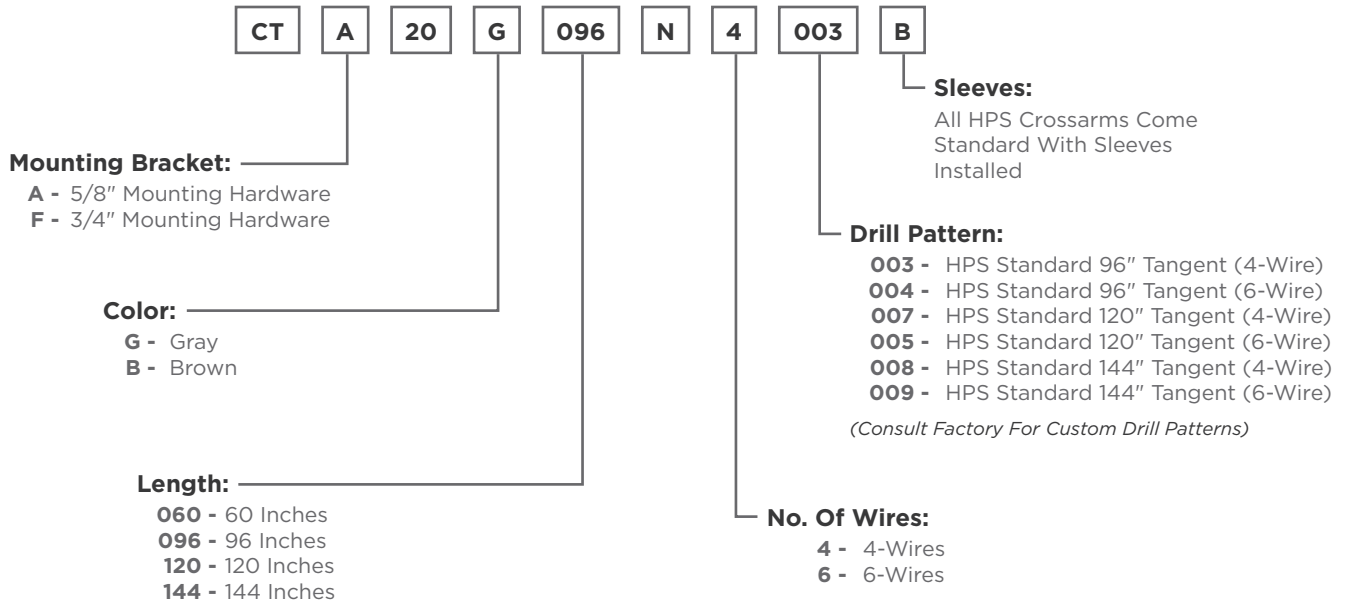 CT A 20 G 096 N 4 003 B
Sleeves:
All HPS Crossarms Come
Standard With Sleeves
Installed
Mounting Bracket:
A - 5/8" Mounting Hardware
F - 3/4" Mounting Hardware
Drill Pattern:
003 - HPS Standard 96" Tangent (4-Wire)
004 - HPS Standard 96" Tangent (6-Wire)
007 - HPS Standard 120" Tangent (4-Wire)
005 - HPS Standard 120" Tangent (6-Wire)
008 - HPS Standard 144" Tangent (4-Wire)
009 - HPS Standard 144" Tangent (6-Wire)
(Consult Factory For Custom Drill Patterns)
Color:
G - Gray
B - Brown
Length:
060 - 60 Inches
096 - 96 Inches
120 - 120 Inches
144 - 144 Inches
No. Of Wires:
4 - 4-Wires
6 - 6-Wires